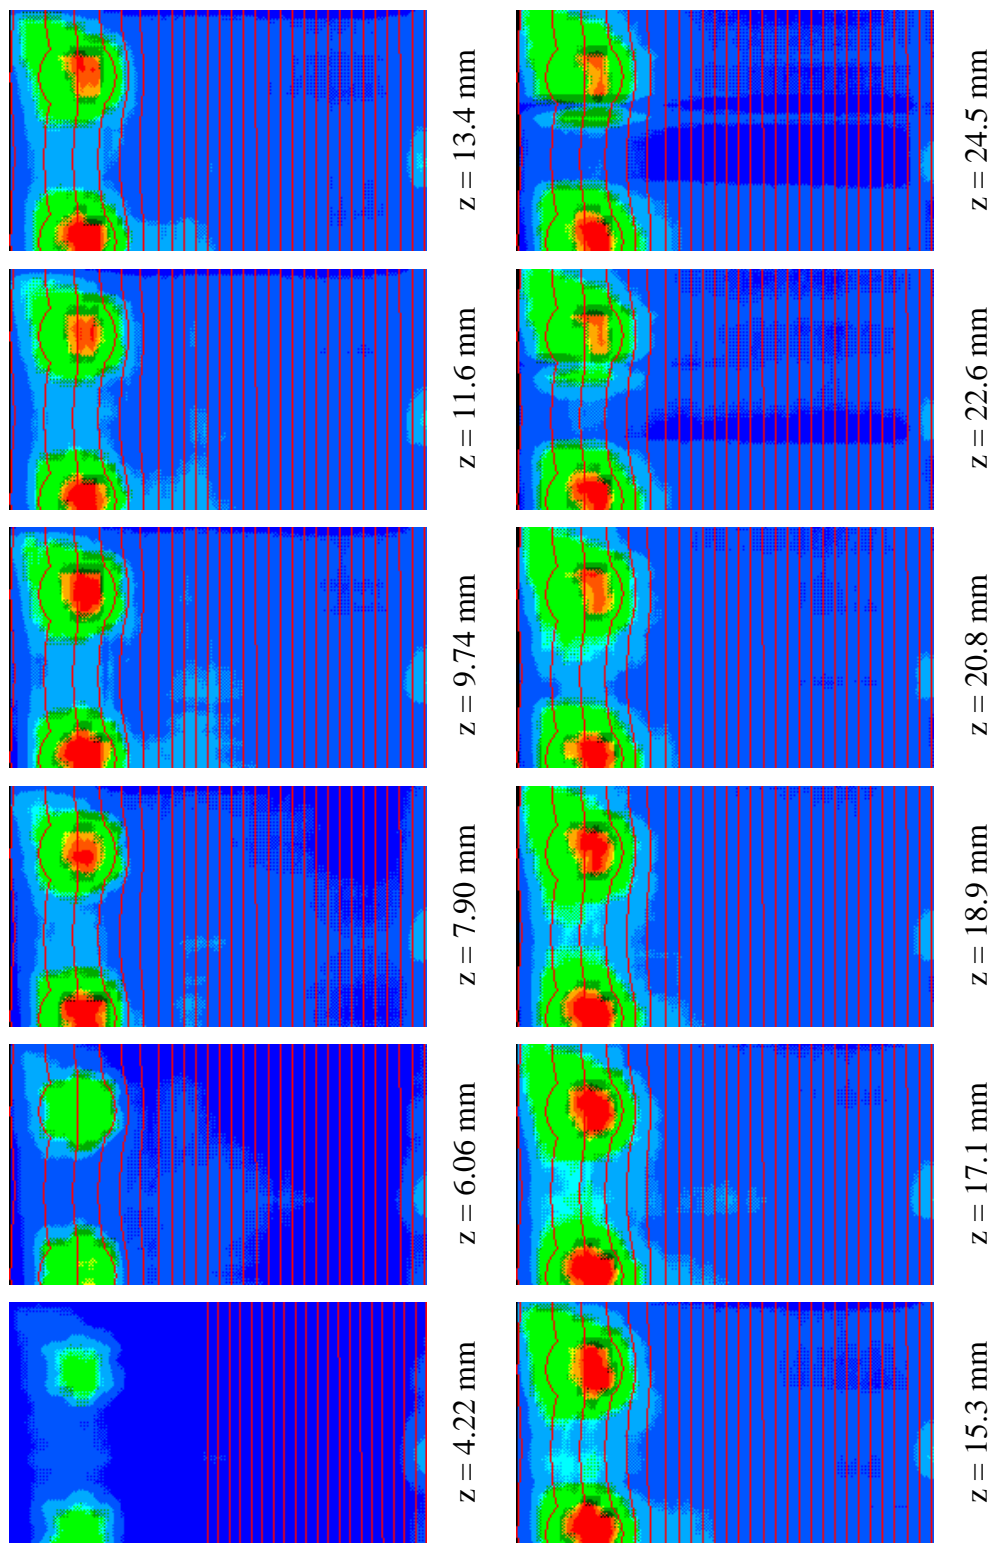 z = 4.22 mm
z = 6.06 mm
z = 7.90 mm
z = 9.74 mm
z = 11.6 mm
z = 13.4 mm
z = 15.3 mm
z = 17.1 mm
z = 18.9 mm
z = 20.8 mm
z = 22.6 mm
z = 24.5 mm